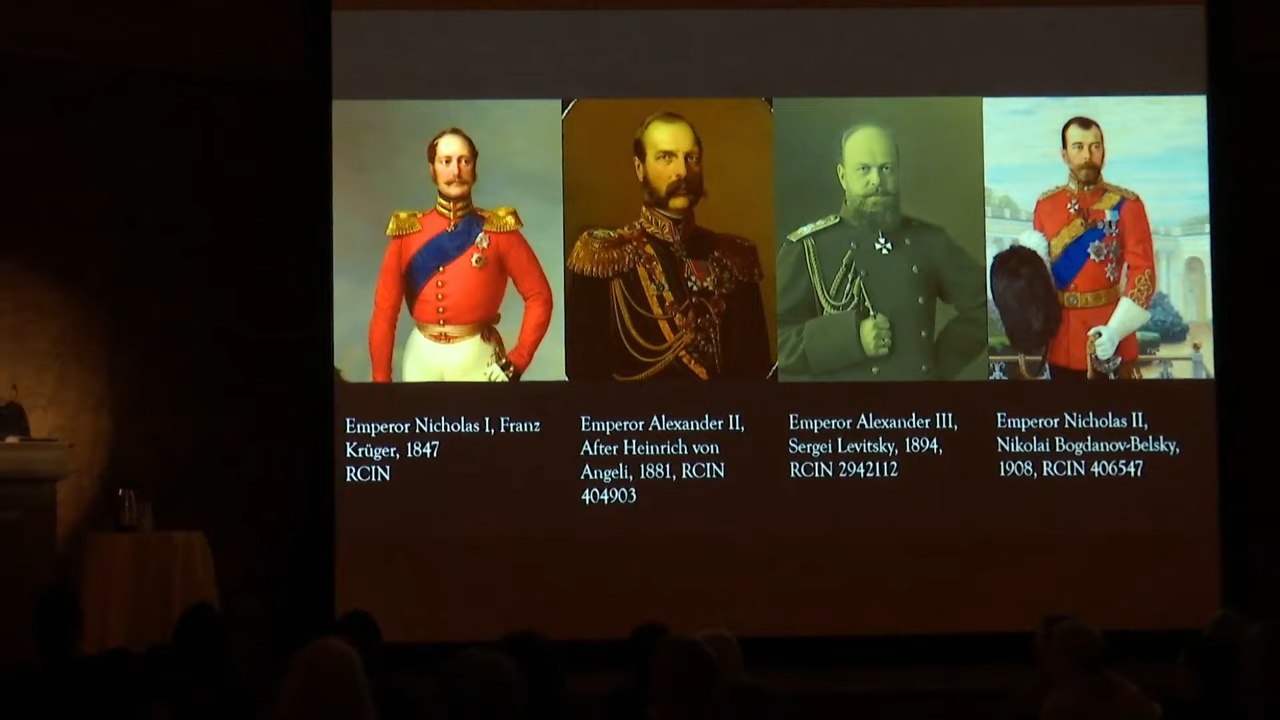 Emperor Nicholas I, Franz
Krüger, 1847
RCIN
Emperor Alexander II,
After Heinrich von
Angeli, 1881, RCIN
404903
Emperor Alexander III,
Sergei Levitsky, 1894,
RCIN 2942112
Emperor Nicholas II,
Nikolai Bogdanov-Belsky,
1908, RCIN 406547